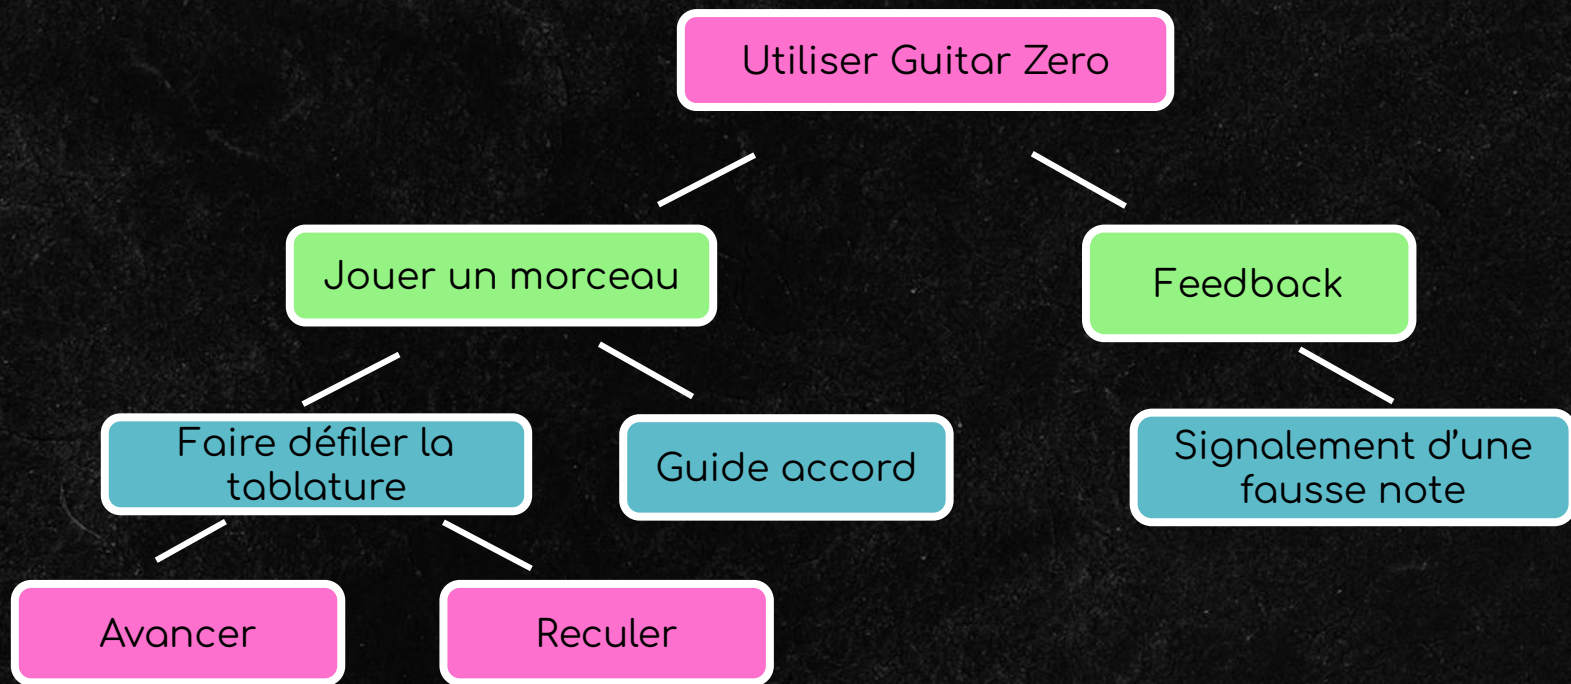 Utiliser Guitar Zero
Jouer un morceau
Feedback
Faire défiler la
tablature
Guide accord
Signalement d’une
fausse note
Avancer
Reculer